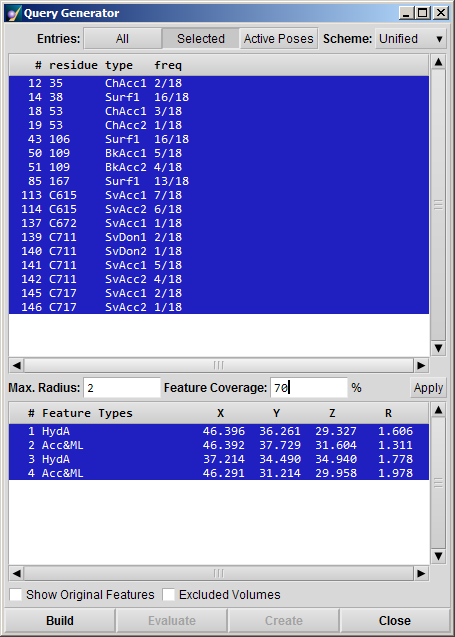 Query Generator
Entries: All Selected Active Poses Scheme: Unified
# residue type freq
12 35 ChAcc1 2/18
14 38 Surf1 16/18
18 53 ChAcc1 3/18
19 53 ChAcc2 1/18
43 106 Surf1 16/18
50 109 BkAcc1 5/18
51 109 BkAcc2 4/18
85 167 Surf1 13/18
113 C615 SvAcc1 7/18
114 C615 SvAcc2 6/18
137 C672 SvAcc1 1/18
139 C711 SvDon1 2/18
140 C711 SvDon2 1/18
141 C711 SvAcc1 5/18
142 C711 SvAcc2 4/18
145 C717 SvAcc1 2/18
146 C717 SvAcc2 1/18
Max. Radius: 2 Feature Coverage: 70 % Apply
# Feature Types X Y Z R
1 HydA 46.396 36.261 29.327 1.606
2 Acc&ML 46.392 37.729 31.604 1.311
3 HydA 37.214 34.490 34.940 1.778
4 Acc&ML 46.291 31.214 29.958 1.978
Show Original Features Excluded Volumes
Build Evaluate Create Close